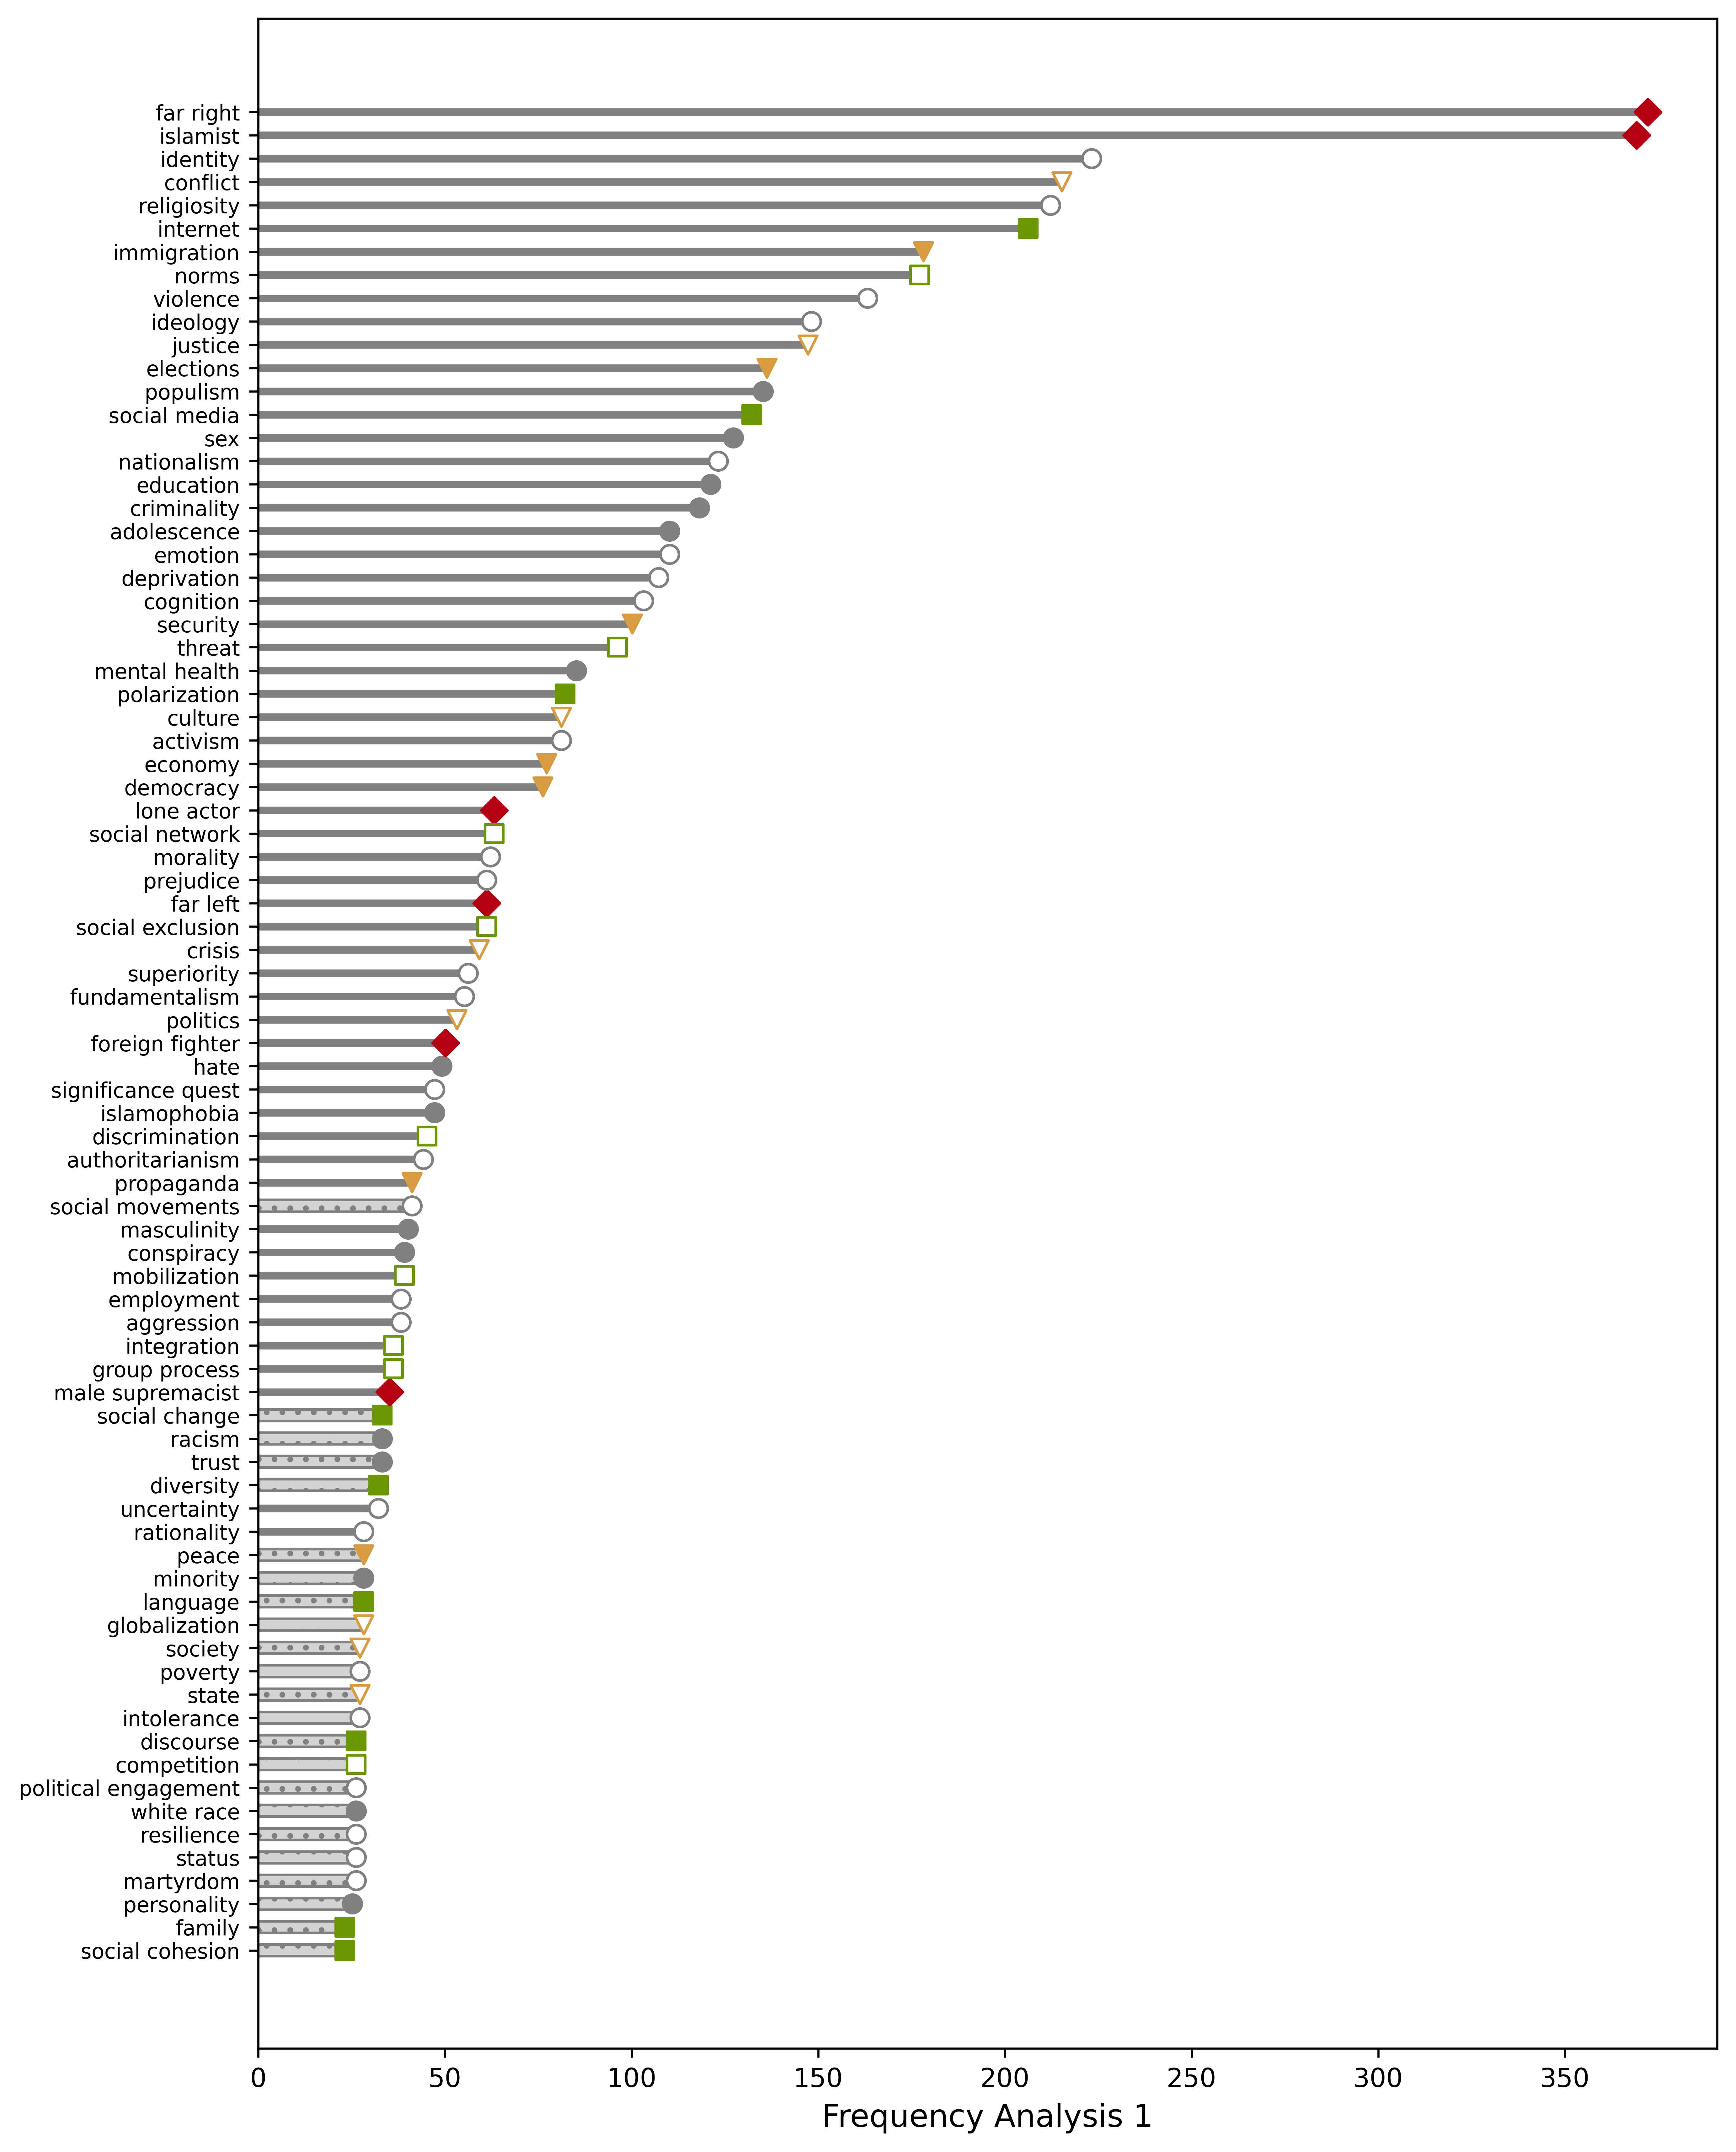 far right
islamist
identity
conflict
religiosity
internet
immigration
norms
violence
ideology
justice
elections
populism
social media
sex
nationalism
education
criminality
adolescence
emotion
deprivation
cognition
security
threat
mental health
polarization
culture
activism
economy
democracy
lone actor
social network
morality
prejudice
far left
social exclusion
crisis
superiority
fundamentalism
politics
foreign fighter
hate
significance quest
islamophobia
discrimination
authoritarianism
propaganda
social movements
masculinity
conspiracy
mobilization
employment
aggression
integration
group process
male supremacist
social change
racism
trust
diversity
uncertainty
rationality
peace
minority
language
globalization
society
poverty
state
intolerance
discourse
competition
political engagement
white race
resilience
status
martyrdom
personality
family
social cohesion
0 50 100 150 200 250 300 350
Frequency Analysis 1